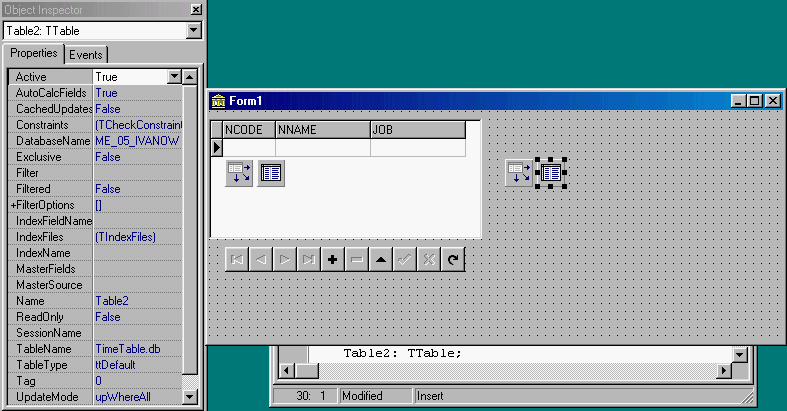 Object Inspector
Table2: TTable
Properties Events
Active True
AutoCalcFields True
CachedUpdates False
Constraints (TCheckConstraint
DatabaseName ME_05_IVANOW
Exclusive False
Filter
Filtered False
+FilterOptions []
IndexFieldName
IndexFiles (TIndexFiles)
IndexName
MasterFields
MasterSource
Name Table2
ReadOnly False
SessionName
TableName TimeTable.db
TableType ttDefault
Tag 0
UpdateMode upWhereAll
Form1
NCODE NNAME JOB
Table2: TTable;
30: 1 Modified Insert